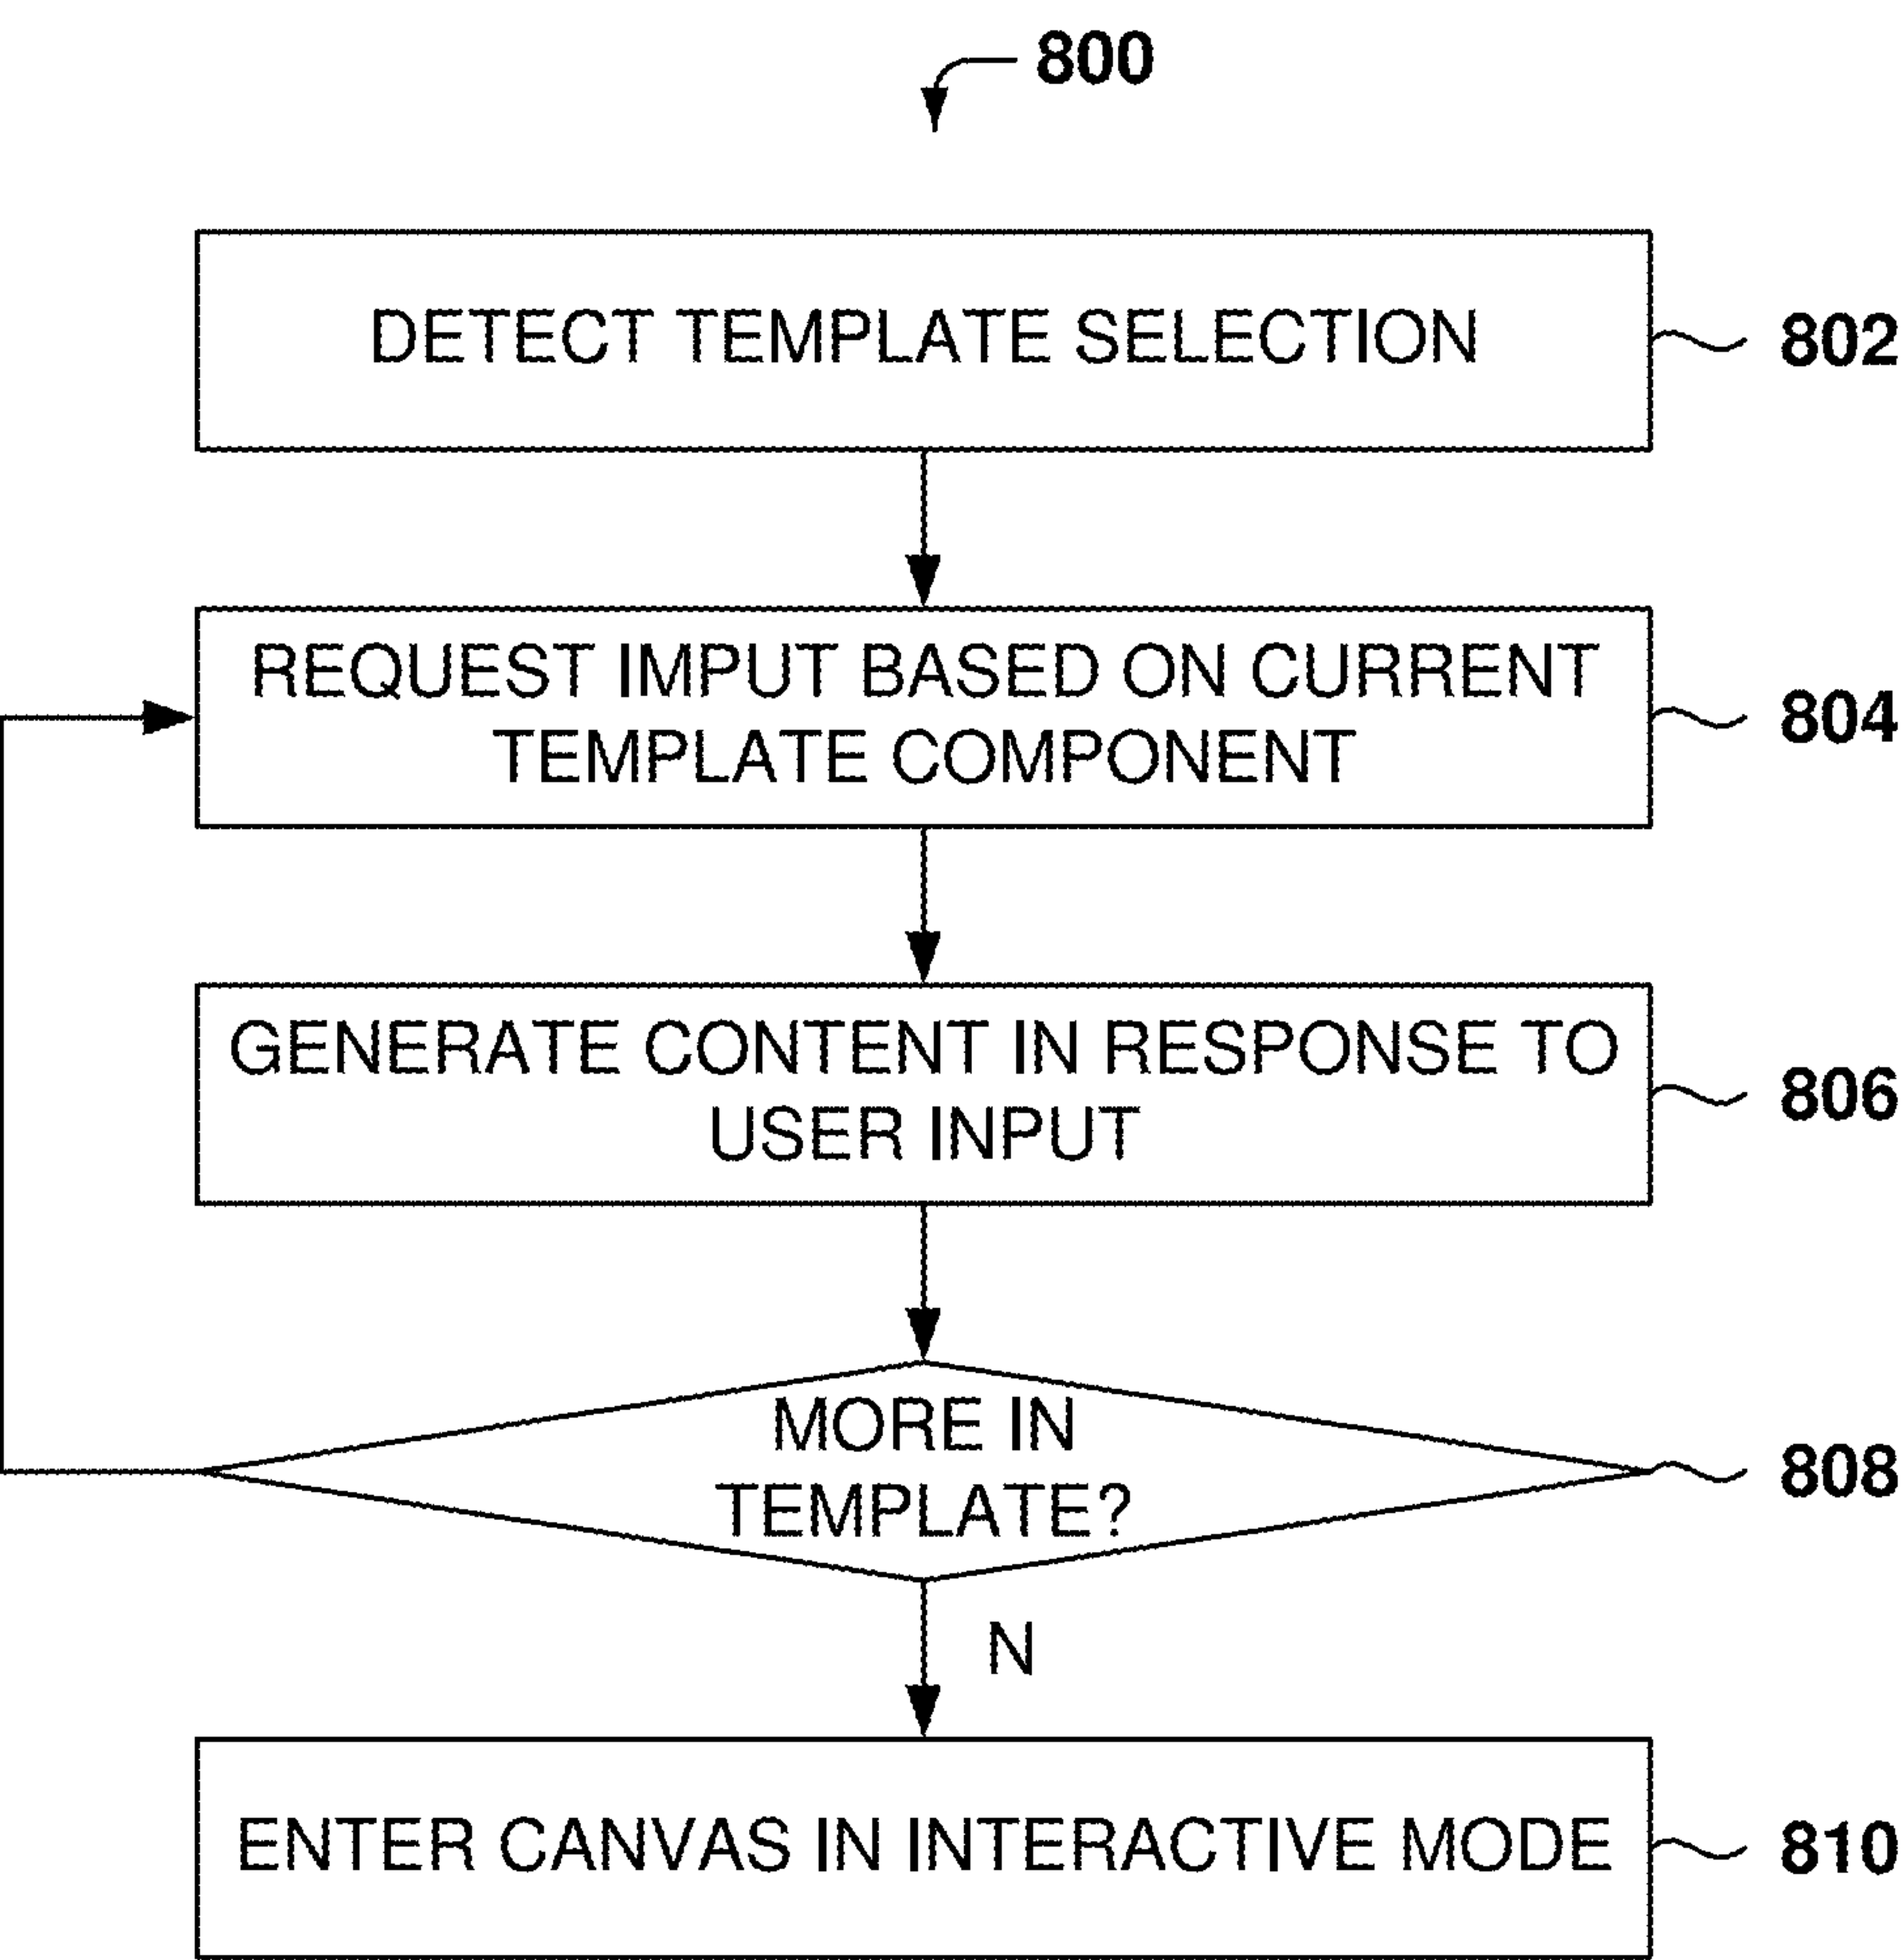 800
DETECT TEMPLATE SELECTION
802
REQUEST IMPUT BASED ON CURRENT
TEMPLATE COMPONENT
804
GENERATE CONTENT IN RESPONSE TO
USER INPUT
806
MORE IN
TEMPLATE?
808
N
ENTER CANVAS IN INTERACTIVE MODE
810